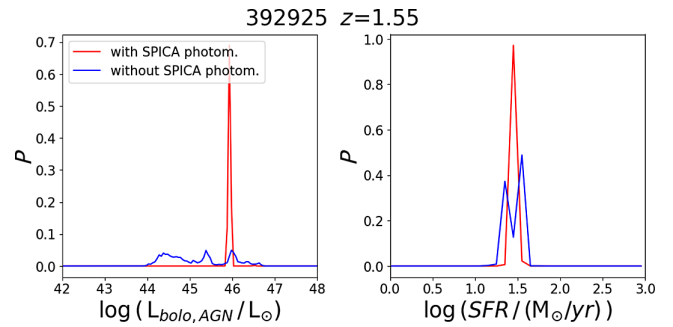 392925 z=1.55
with SPICA photom.
without SPICA photom.
P
0.7
0.6
0.5
0.4
0.3
0.2
0.1
0.0
42 43 44 45 46 47 48
log(L_bolo,AGN/L_⊙)
P
1.0
0.8
0.6
0.4
0.2
0.0
0.0 0.5 1.0 1.5 2.0 2.5 3.0
log(SFR/(M_⊙/yr)